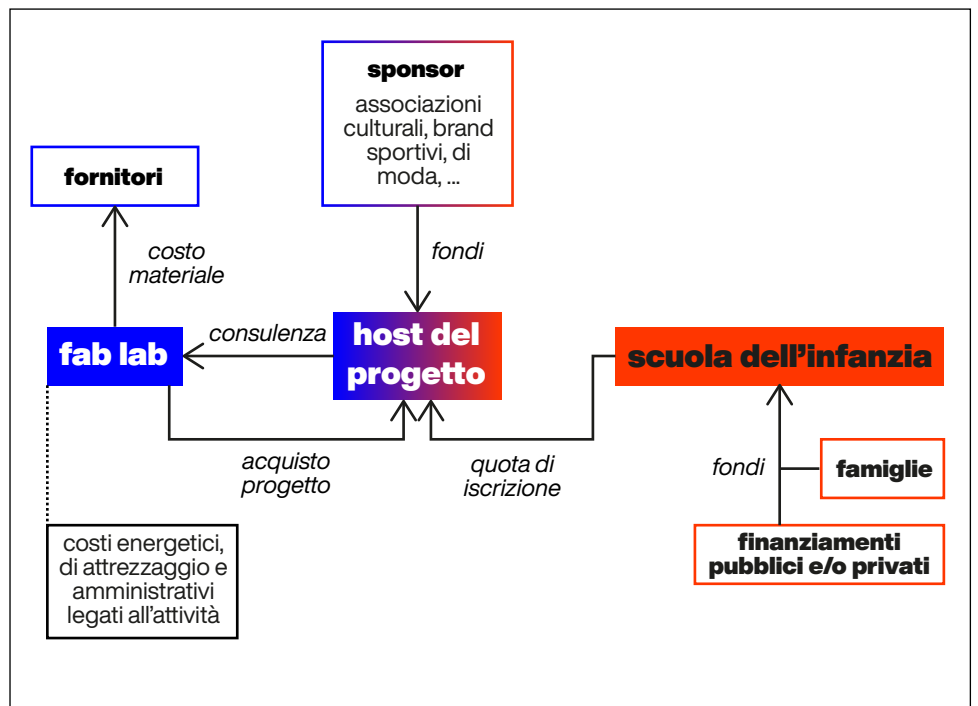 sponsor
associazioni
culturali, brand
sportivi, di
moda, ...
fornitori
costo
materiale
fondi
fab lab
consulenza
host del
progetto
scuola dell'infanzia
acquisto
progetto
quota di
iscrizione
fondi
famiglie
costi energetici,
di attrezzaggio e
amministrativi
legati all'attività
finanziamenti
pubblici e/o privati